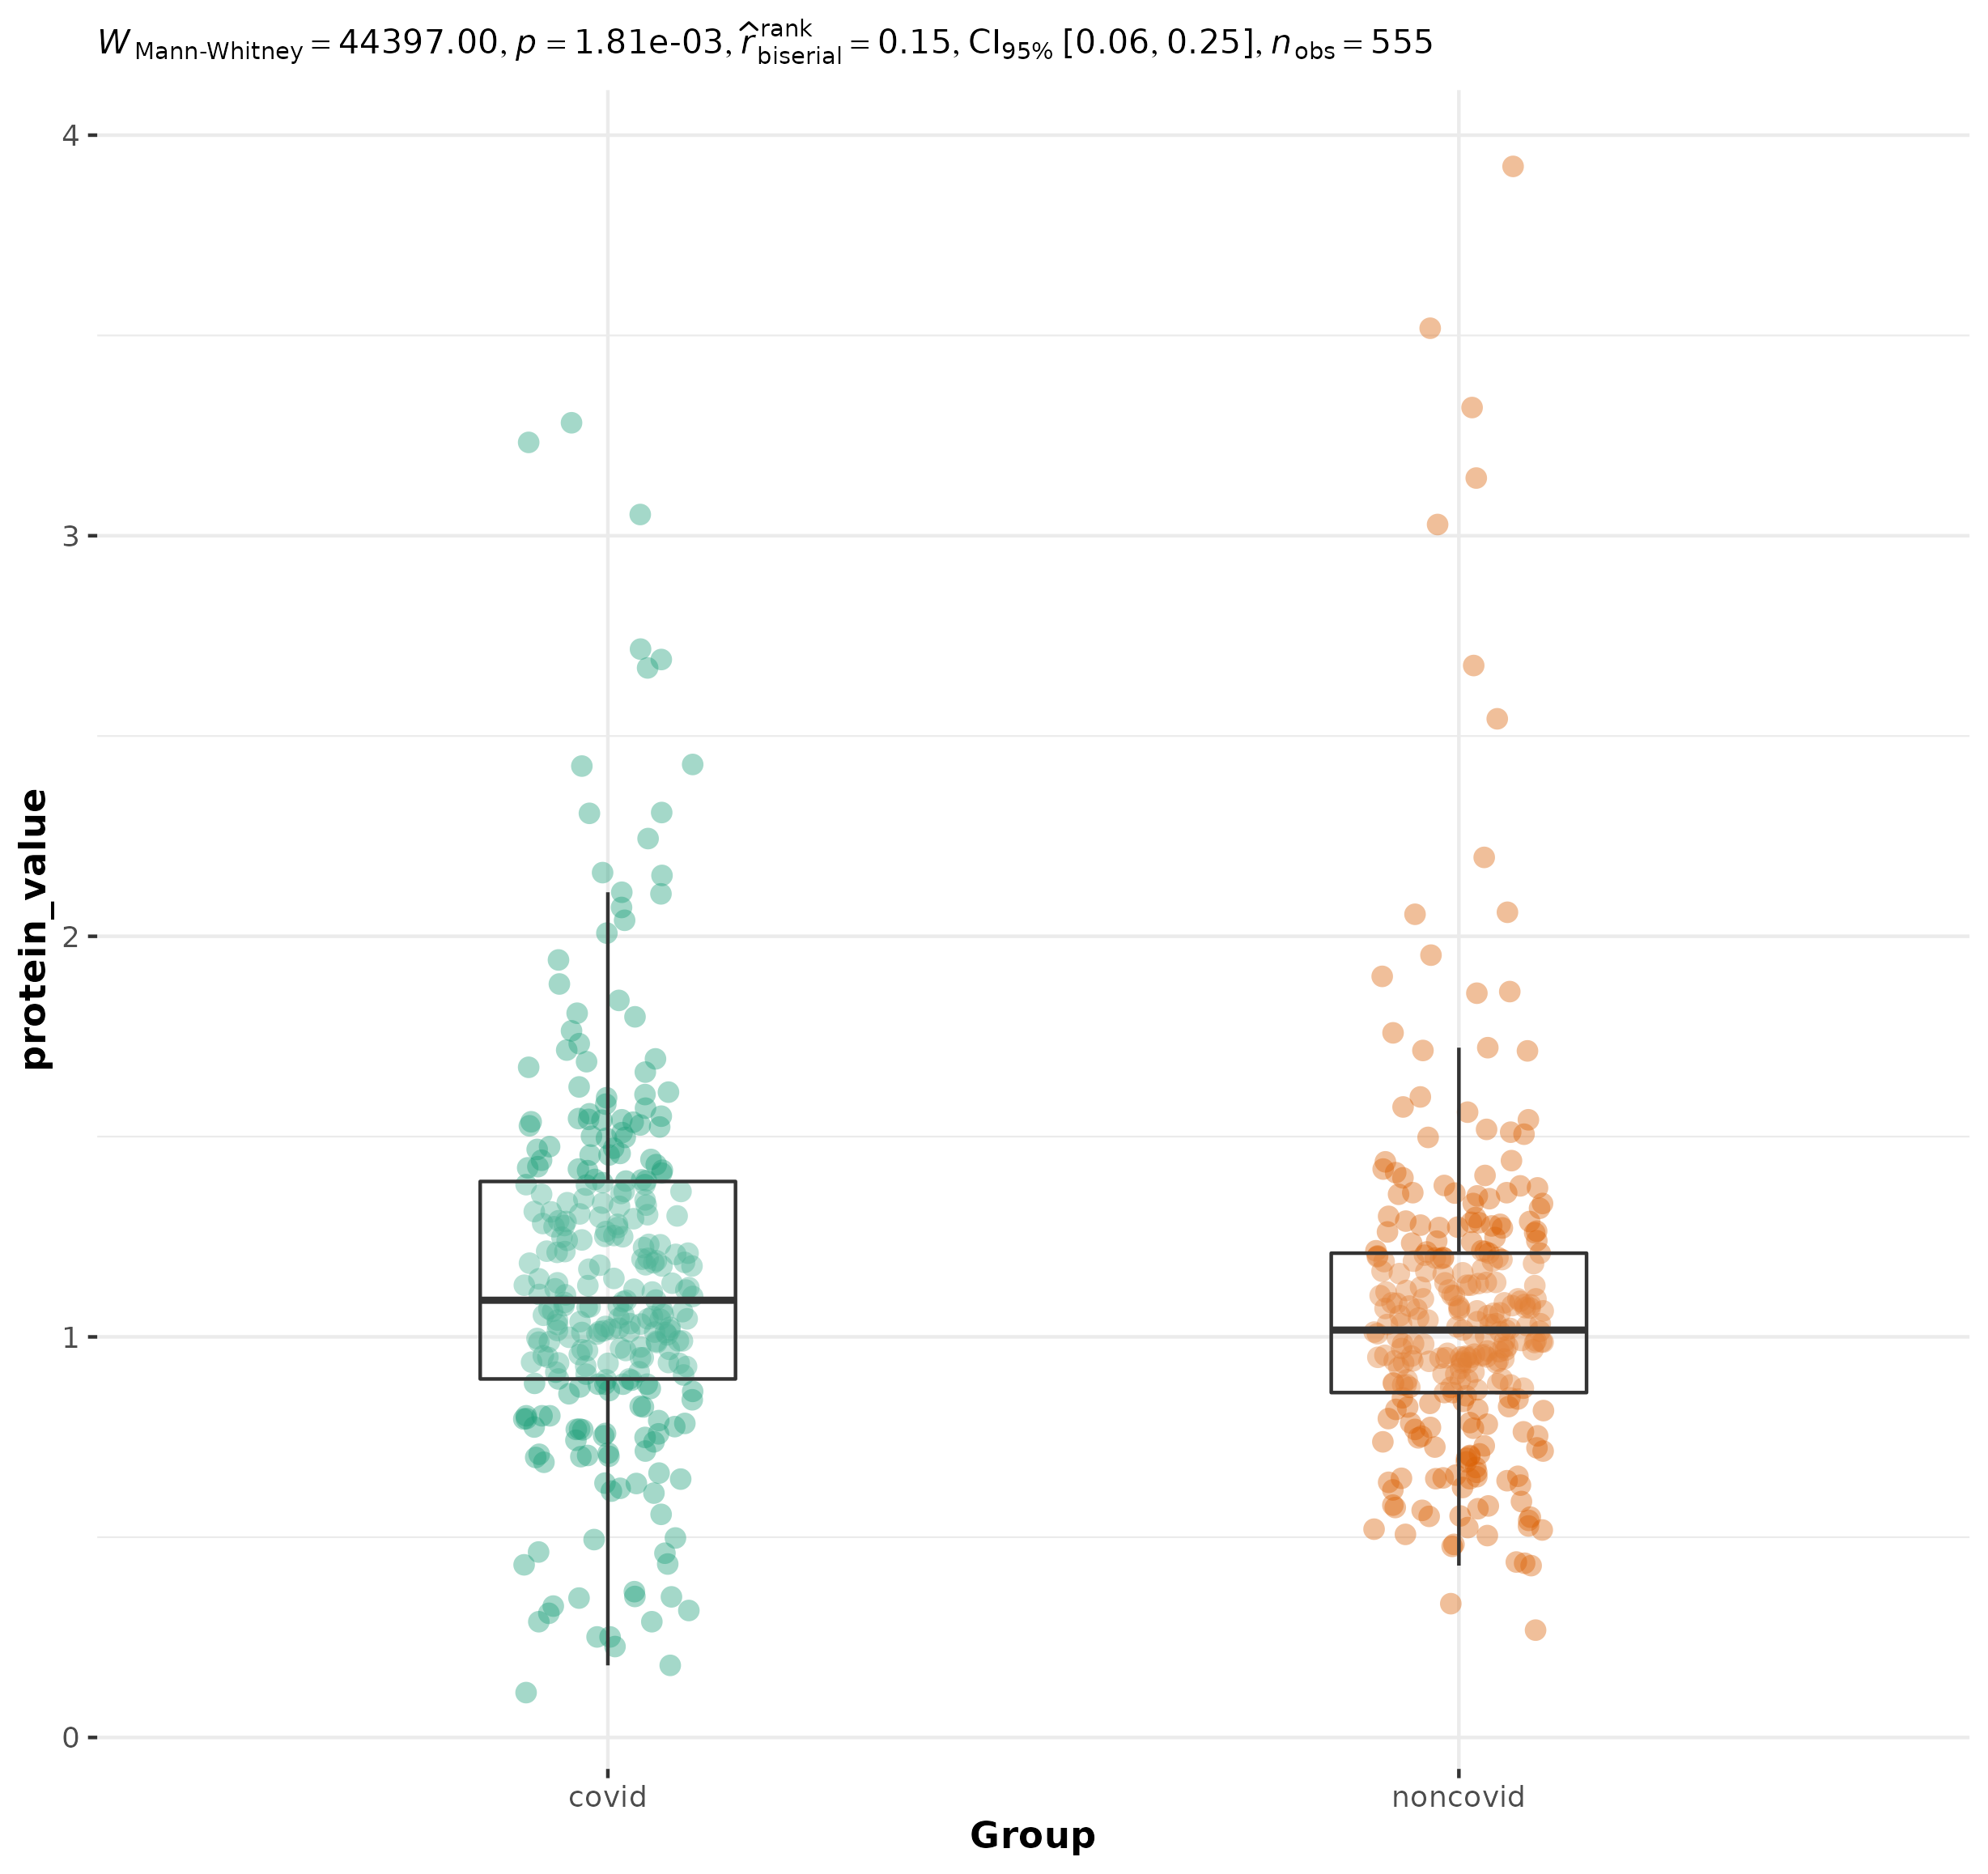 W Mann-Whitney = 44397.00, p = 1.81e-03, r̂ rank biserial = 0.15, CI95% [0.06, 0.25], n obs = 555
4
3
2
1
0
protein_value
covid noncovid
Group